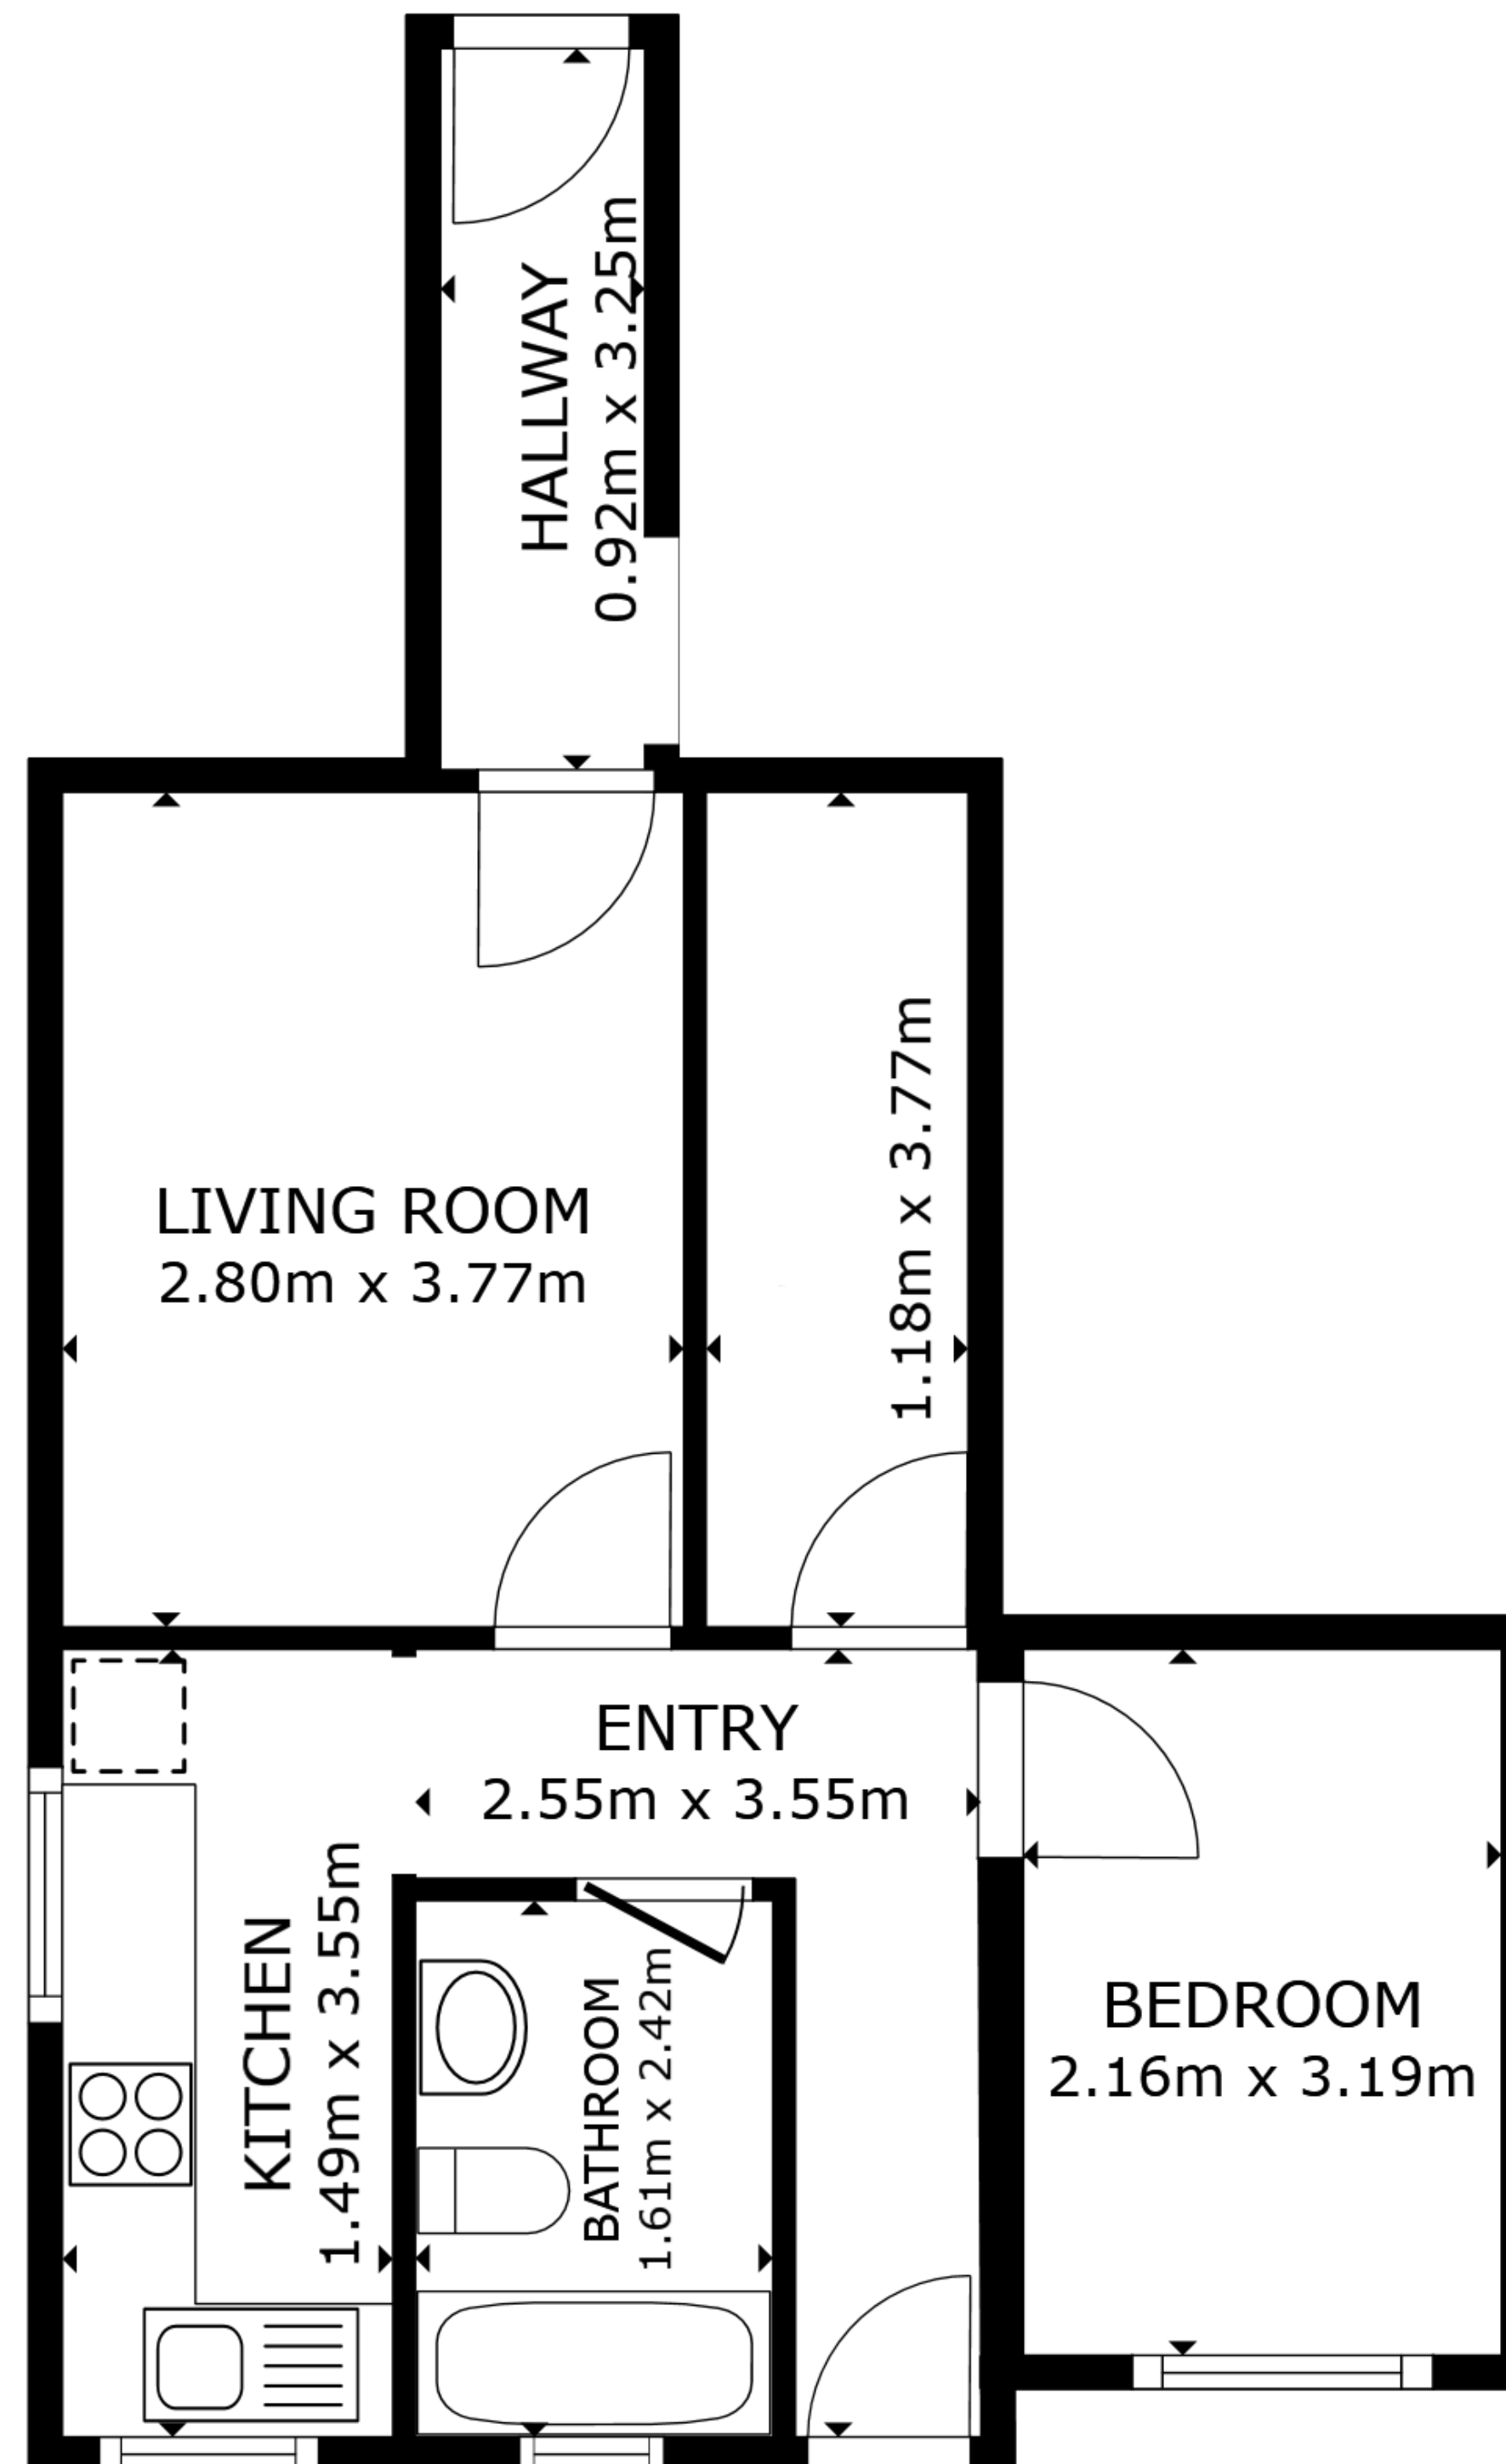 HALLWAY
0.92m x 3.25m
LIVING ROOM
2.80m x 3.77m
1.18m x 3.77m
ENTRY
2.55m x 3.55m
KITCHEN
1.49m x 3.55m
BATHROOM
1.61m x 2.42m
BEDROOM
2.16m x 3.19m